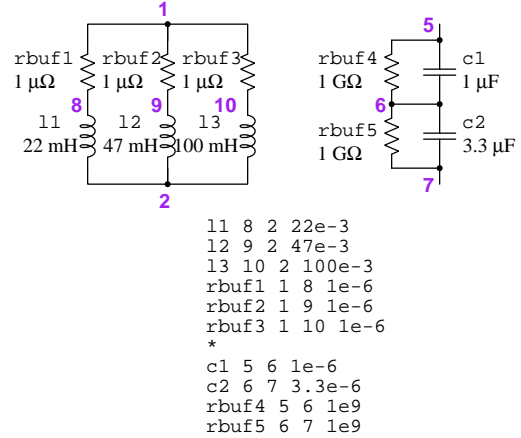 1
5
rbuf1 rbuf2 rbuf3
1 μΩ 1 μΩ 1 μΩ
rbuf4 c1
1 GΩ 1 μF
8 9 10
6
l1 l2 l3
22 mH 47 mH 100 mH
rbuf5 c2
1 GΩ 3.3 μF
2
7
l1 8 2 22e-3
l2 9 2 47e-3
l3 10 2 100e-3
rbuf1 1 8 1e-6
rbuf2 1 9 1e-6
rbuf3 1 10 1e-6
*
c1 5 6 1e-6
c2 6 7 3.3e-6
rbuf4 5 6 1e9
rbuf5 6 7 1e9